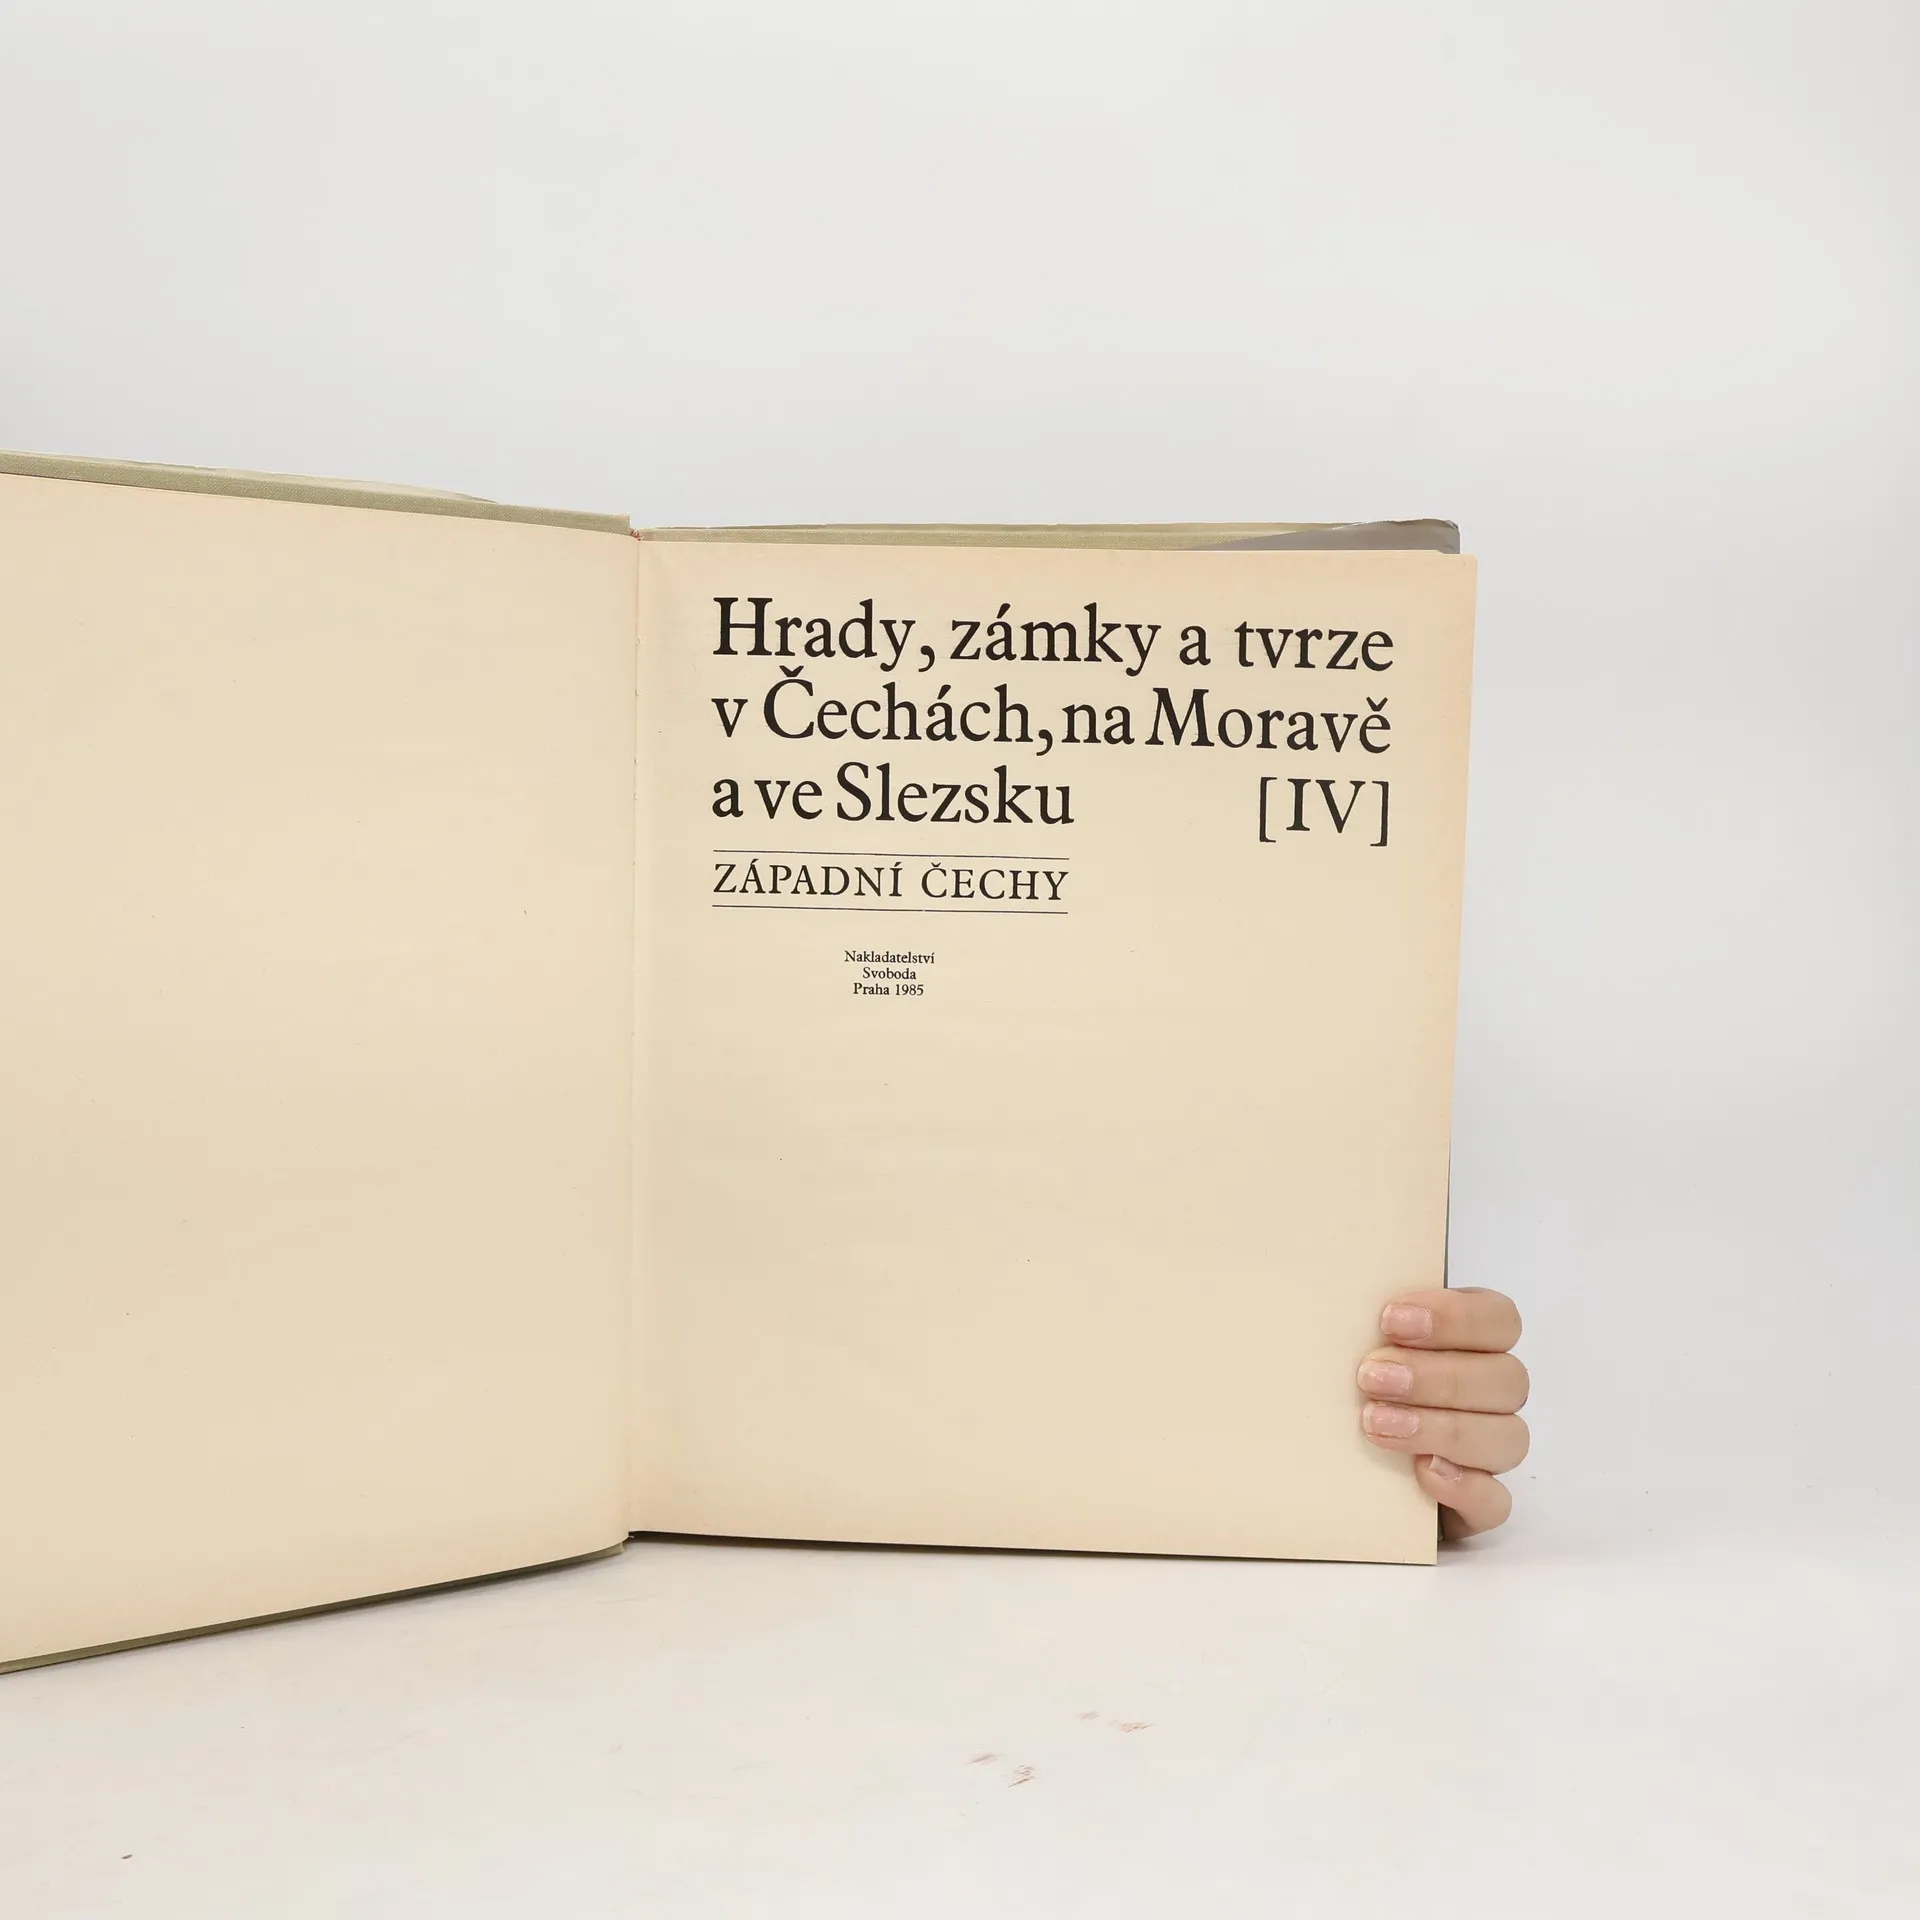 Hrady, zámky a tvrze
v Čechách, na Moravě
a ve Slezsku [IV]
ZÁPADNÍ ČECHY
Nakladatelství
Svoboda
Praha 1985